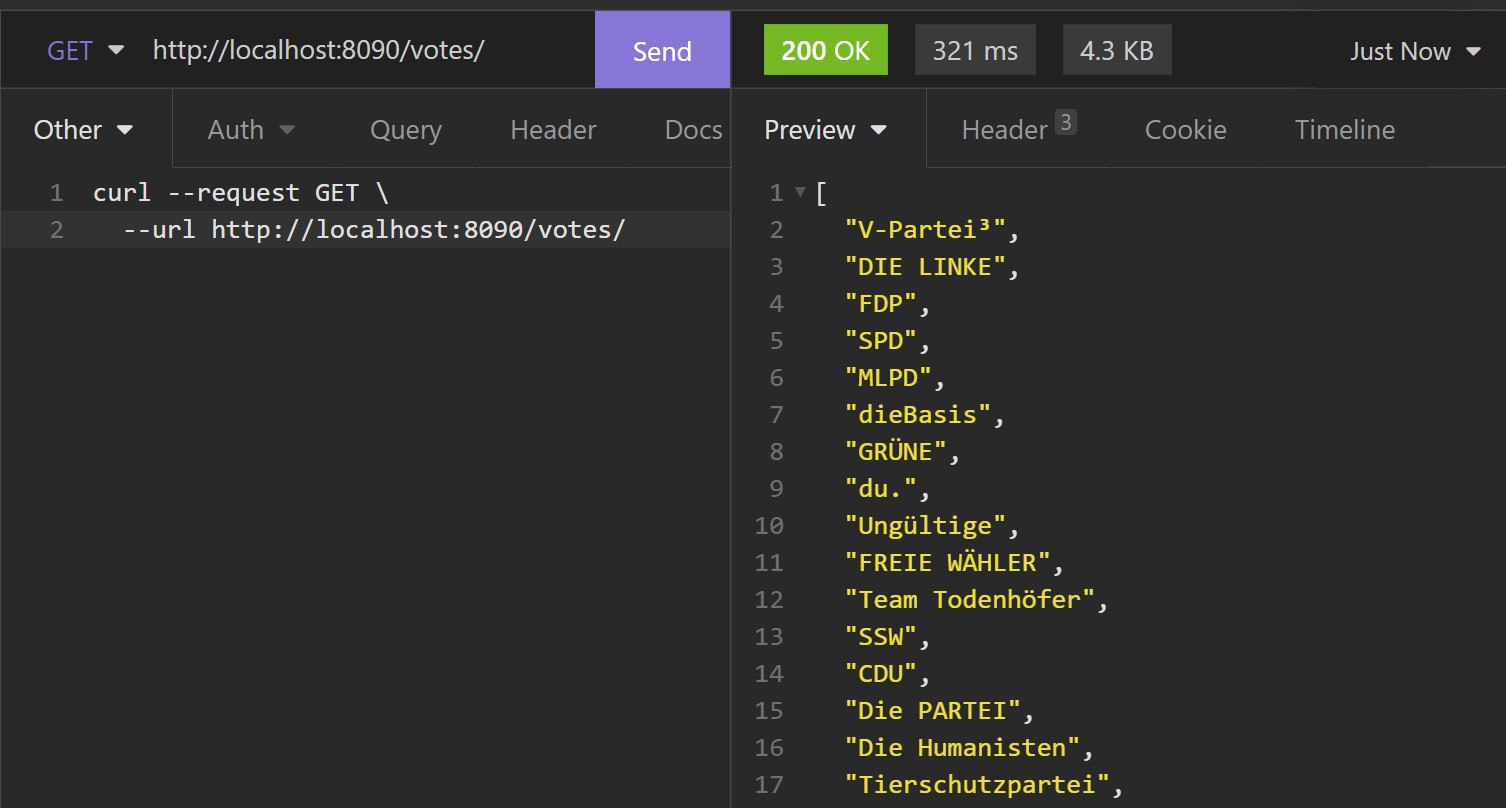 GET http://localhost:8090/votes/ Send 200 OK 321 ms 4.3 KB Just Now
Other Auth Query Header Docs Preview Header 3 Cookie Timeline
1 curl --request GET \
2 --url http://localhost:8090/votes/
1 [
2 "V-Partei³",
3 "DIE LINKE",
4 "FDP",
5 "SPD",
6 "MLPD",
7 "dieBasis",
8 "GRÜNE",
9 "du.",
10 "Ungültige",
11 "FREIE WÄHLER",
12 "Team Todenhöfer",
13 "SSW",
14 "CDU",
15 "Die PARTEI",
16 "Die Humanisten",
17 "Tierschutzpartei",